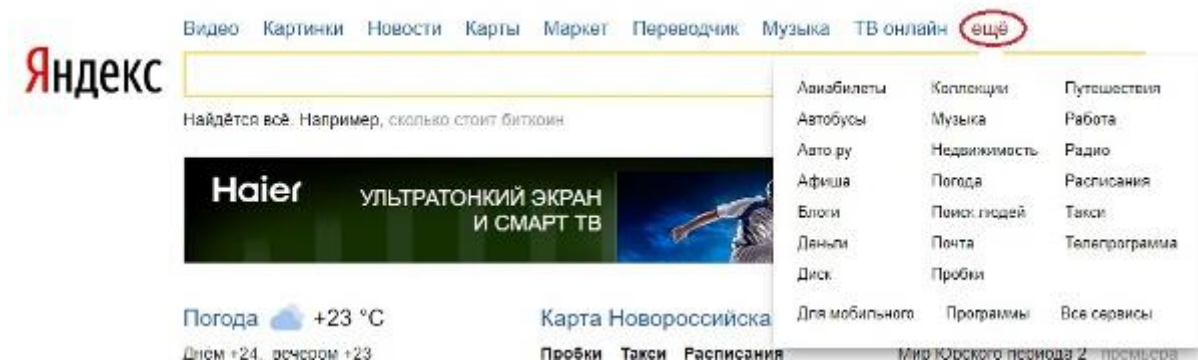 Видео Картинки Новости Карты Маркет Переводчик Музыка ТВ онлайн ещё
Яндекс
Найдётся всё. Например, сколько стоит биткоин
Авиабилеты Коллекции Путешествия
Автобусы Музыка Работа
Авто.ру Недвижимость Радио
Афиша Погода Расписания
Блоги Поиск людей Такси
Деньги Почта Телепрограмма
Диск Пробки
Для мобильного Программы Все сервисы
Haier
УЛЬТРАТОНКИЙ ЭКРАН
И СМАРТ ТВ
Погода +23 °C
Днём +24, вечером +23
Карта Новороссийска
Пробки Такси Расписания
Мир Юрского периода 2 премьера